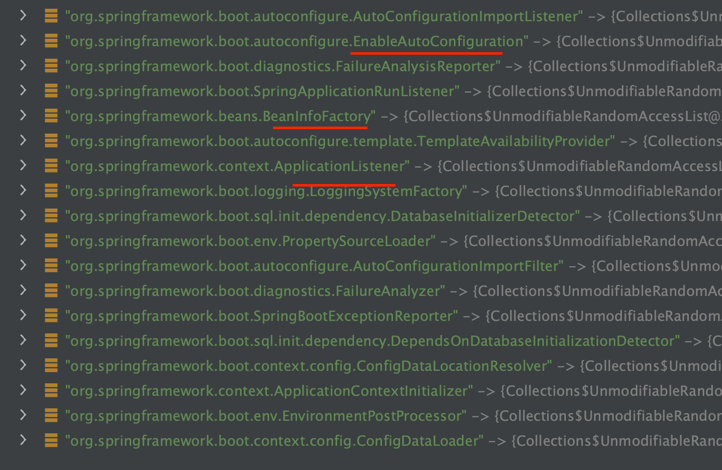 "org.springframework.boot.autoconfigure.AutoConfigurationImportListener" -> {Collections$Unm
"org.springframework.boot.autoconfigure.EnableAutoConfiguration" -> {Collections$Unmodifiab
"org.springframework.boot.diagnostics.FailureAnalysisReporter" -> {Collections$Unmodifiable
"org.springframework.boot.SpringApplicationRunListener" -> {Collections$UnmodifiableRandom
"org.springframework.beans.BeanInfoFactory" -> {Collections$UnmodifiableRandomAccessList@
"org.springframework.boot.autoconfigure.template.TemplateAvailabilityProvider" -> {Collections
"org.springframework.context.ApplicationListener" -> {Collections$UnmodifiableRandomAccessL
"org.springframework.boot.logging.LoggingSystemFactory" -> {Collections$UnmodifiableRandom
"org.springframework.boot.sql.init.dependency.DatabaseInitializerDetector" -> {Collections$Unm
"org.springframework.boot.env.PropertySourceLoader" -> {Collections$UnmodifiableRandomAcc
"org.springframework.boot.autoconfigure.AutoConfigurationImportFilter" -> {Collections$Unmo
"org.springframework.boot.diagnostics.FailureAnalyzer" -> {Collections$UnmodifiableRandomAc
"org.springframework.boot.SpringBootExceptionReporter" -> {Collections$UnmodifiableRandomA
"org.springframework.boot.sql.init.dependency.DependsOnDatabaseInitializationDetector" -> {C
"org.springframework.boot.context.config.ConfigDataLocationResolver" -> {Collections$Unmod
"org.springframework.context.ApplicationContextInitializer" -> {Collections$UnmodifiableRando
"org.springframework.boot.env.EnvironmentPostProcessor" -> {Collections$UnmodifiableRandor
"org.springframework.boot.context.config.ConfigDataLoader" -> {Collections$UnmodifiableRand